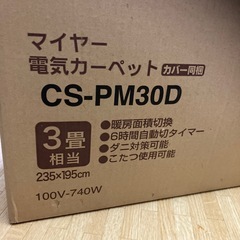 マイヤー
電気カーペット カバー同梱
CS-PM30D
3畳
相当
235×195cm
●暖房面積切換
●6時間自動切タイマー
●ダニ対策可能
●こたつ使用可能
100V-740W